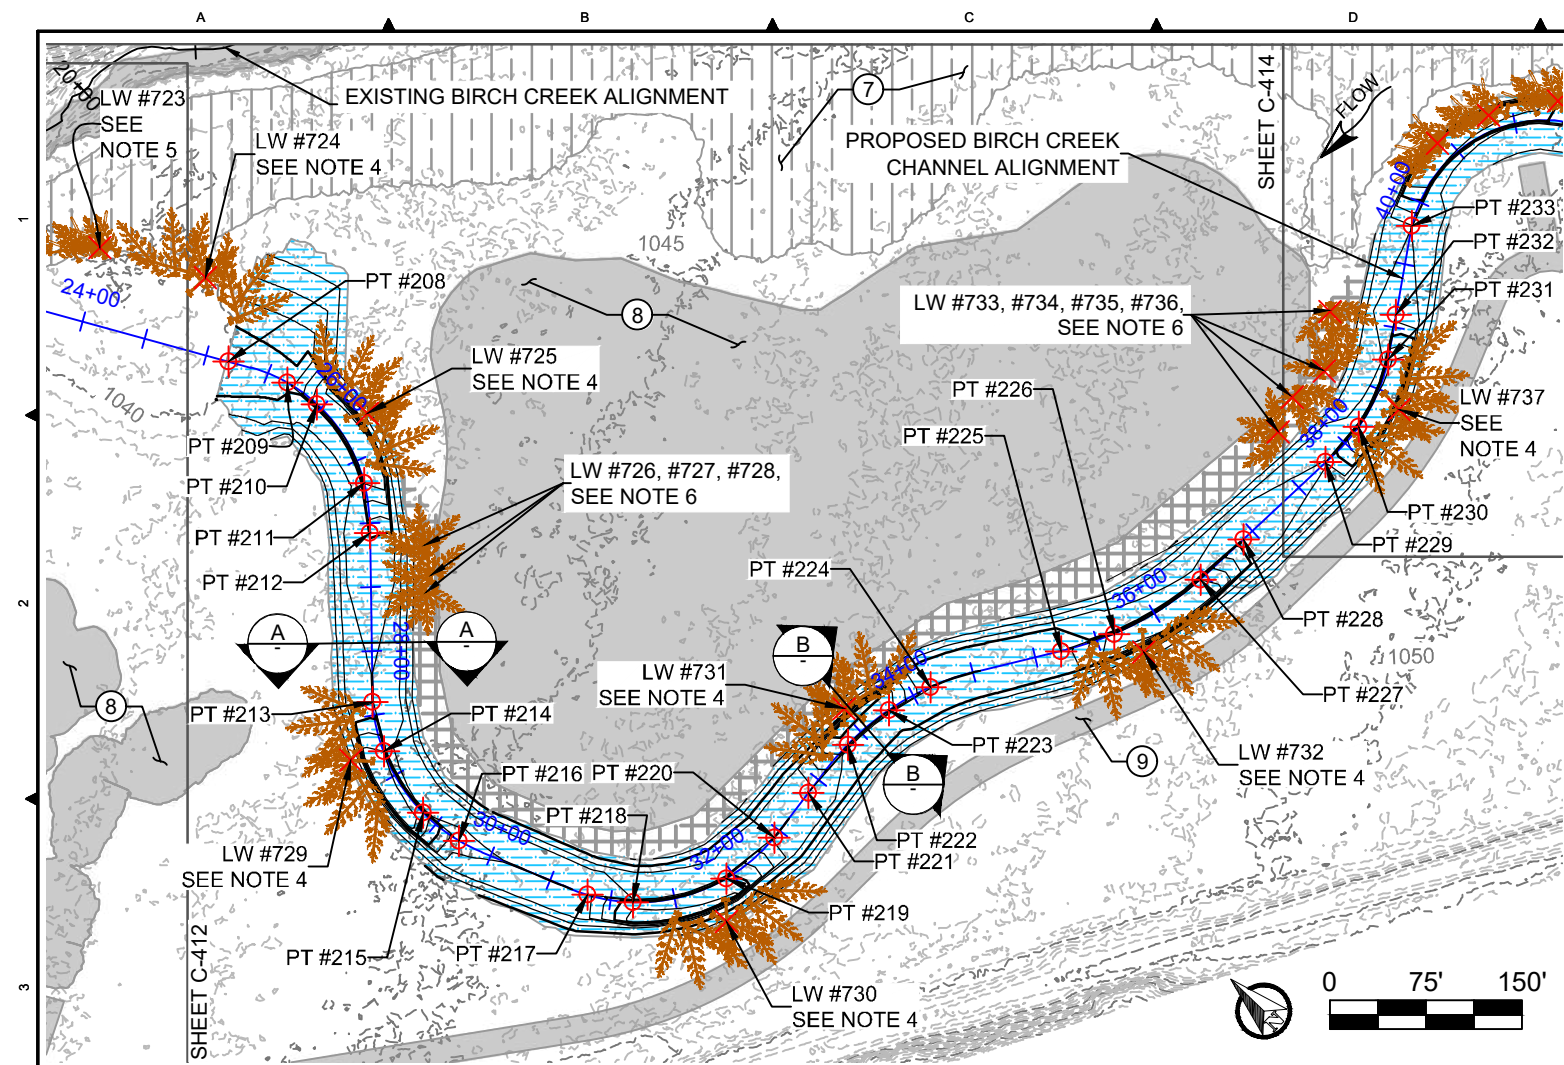 A
B
C
D
1
2
3
20+00
LW #723
SEE
NOTE 5
LW #724
SEE NOTE 4
EXISTING BIRCH CREEK ALIGNMENT
7
PROPOSED BIRCH CREEK
CHANNEL ALIGNMENT
SHEET C-414
FLOW
40+00
PT #233
PT #232
PT #231
1045
24+00
PT #208
8
LW #733, #734, #735, #736,
SEE NOTE 6
LW #725
SEE NOTE 4
26+00
1040
PT #226
PT #225
38+00
LW #737
SEE
NOTE 4
PT #209
PT #210
LW #726, #727, #728,
SEE NOTE 6
PT #211
PT #212
PT #230
PT #229
PT #224
36+00
PT #228
A
-
A
-
28+00
B
-
34+00
LW #731
SEE NOTE 4
1050
PT #227
8
PT #213
PT #214
PT #223
9
LW #732
SEE NOTE 4
PT #216
PT #220
B
-
PT #218
30+00
32+00
PT #222
PT #221
LW #729
SEE NOTE 4
PT #219
PT #215
PT #217
SHEET C-412
LW #730
SEE NOTE 4
0
75'
150'